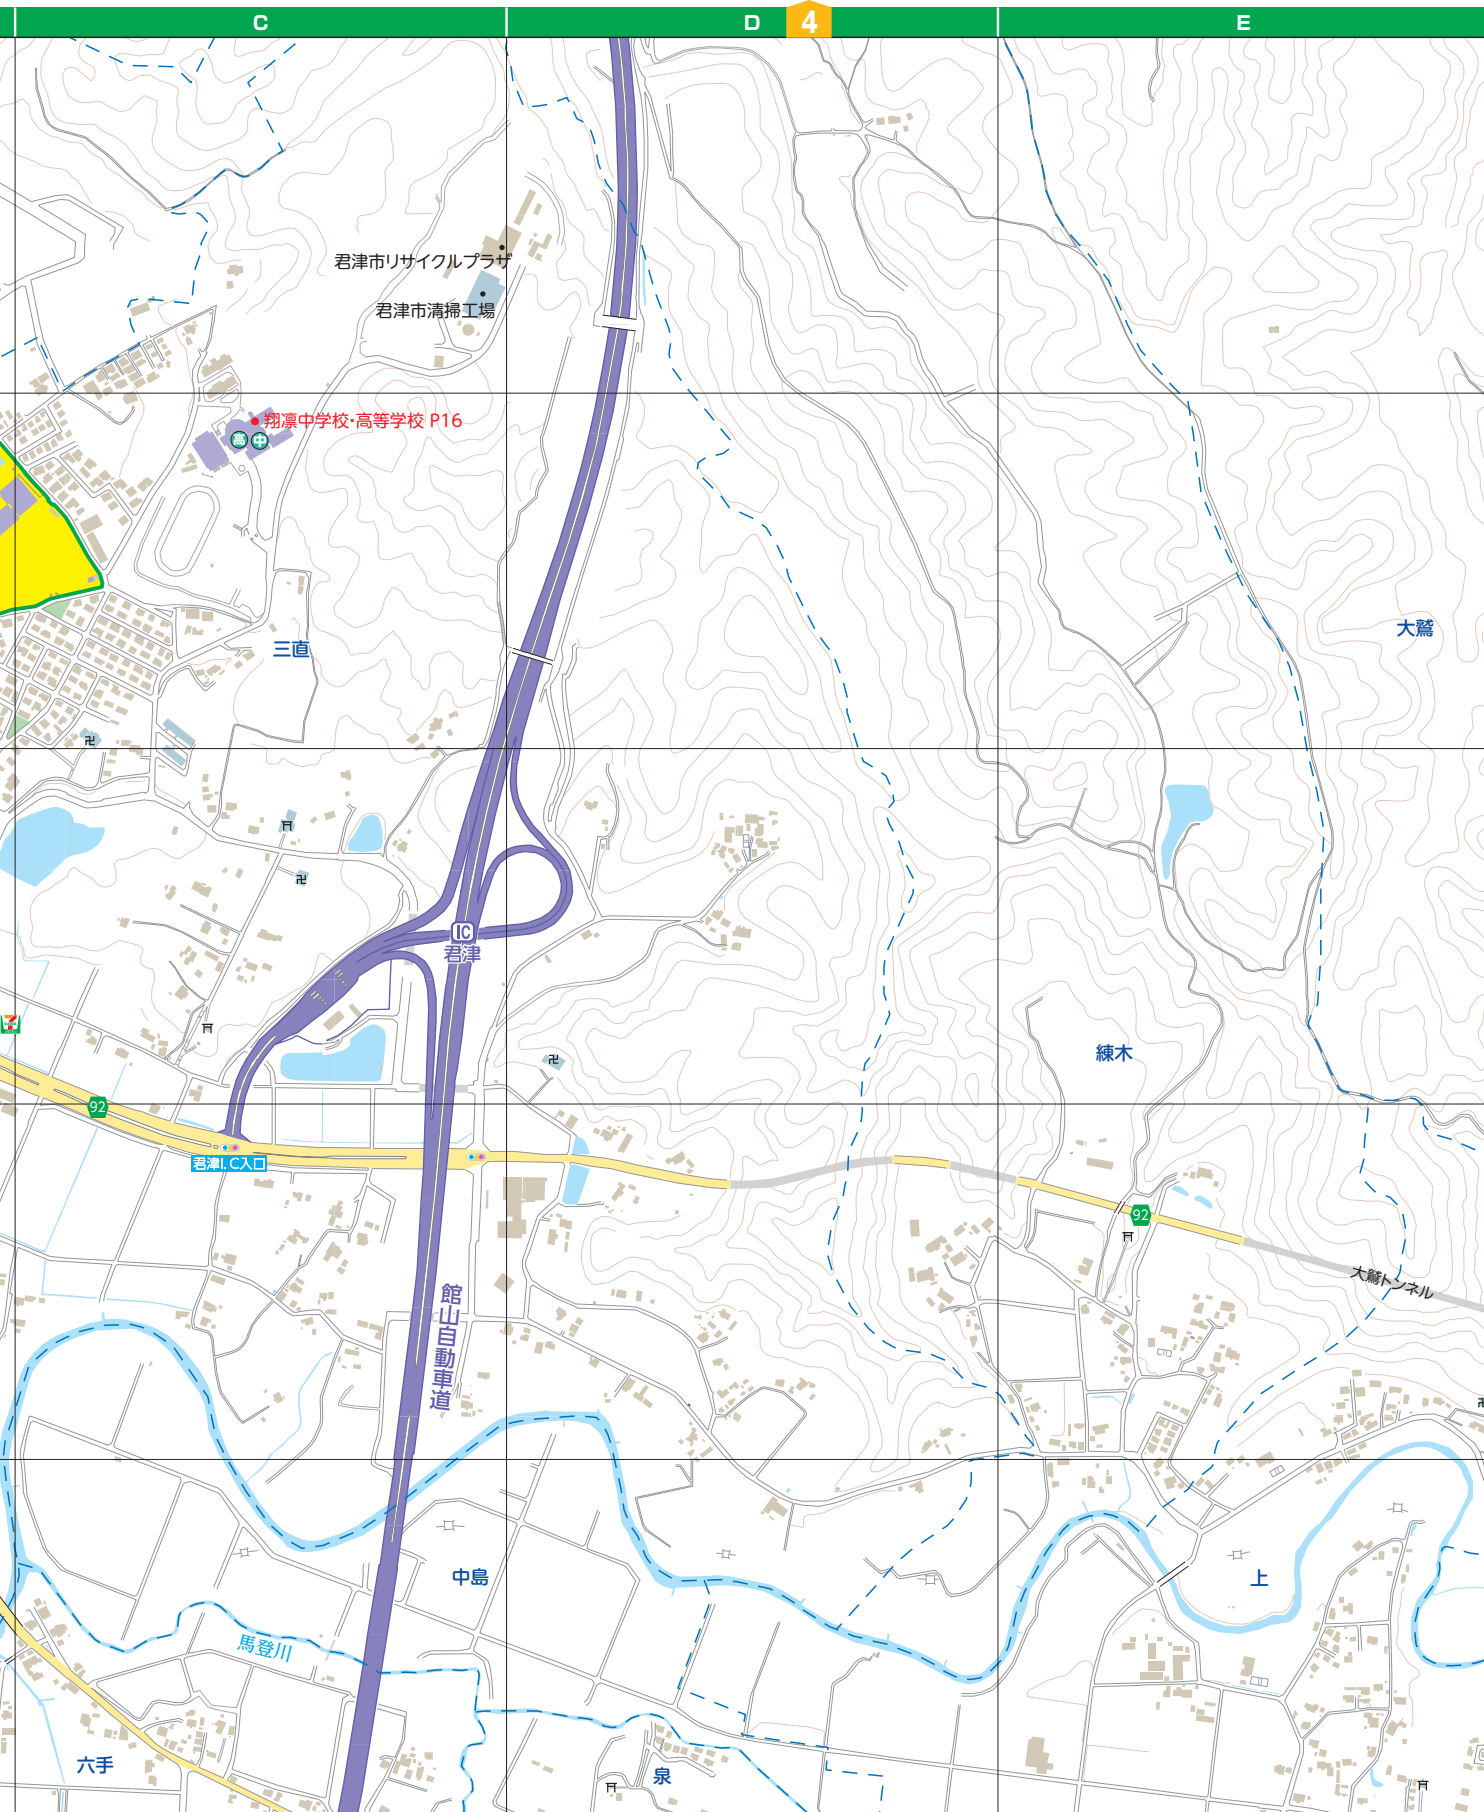 C
D
4
E
君津市リサイクルプラザ
君津市清掃工場
翔凛中学校・高等学校 P16
高
中
三直
大鷲
IC
君津
7
練木
92
君津I.C入口
92
大鷲トンネル
館山自動車道
中島
上
馬登川
六手
泉